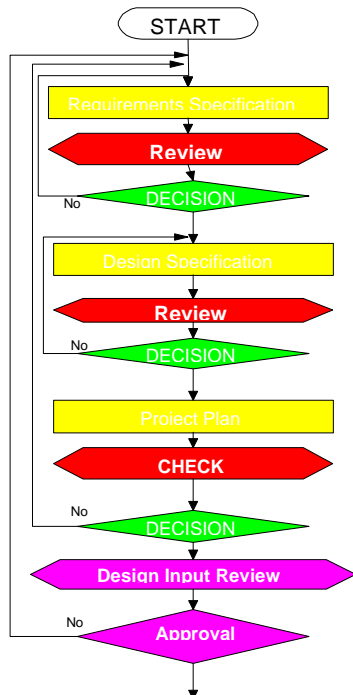 START
Requirements Specification
Review
DECISION
No
Design Specification
Review
No
DECISION
Project Plan
CHECK
No
DECISION
Design Input Review
No
Approval